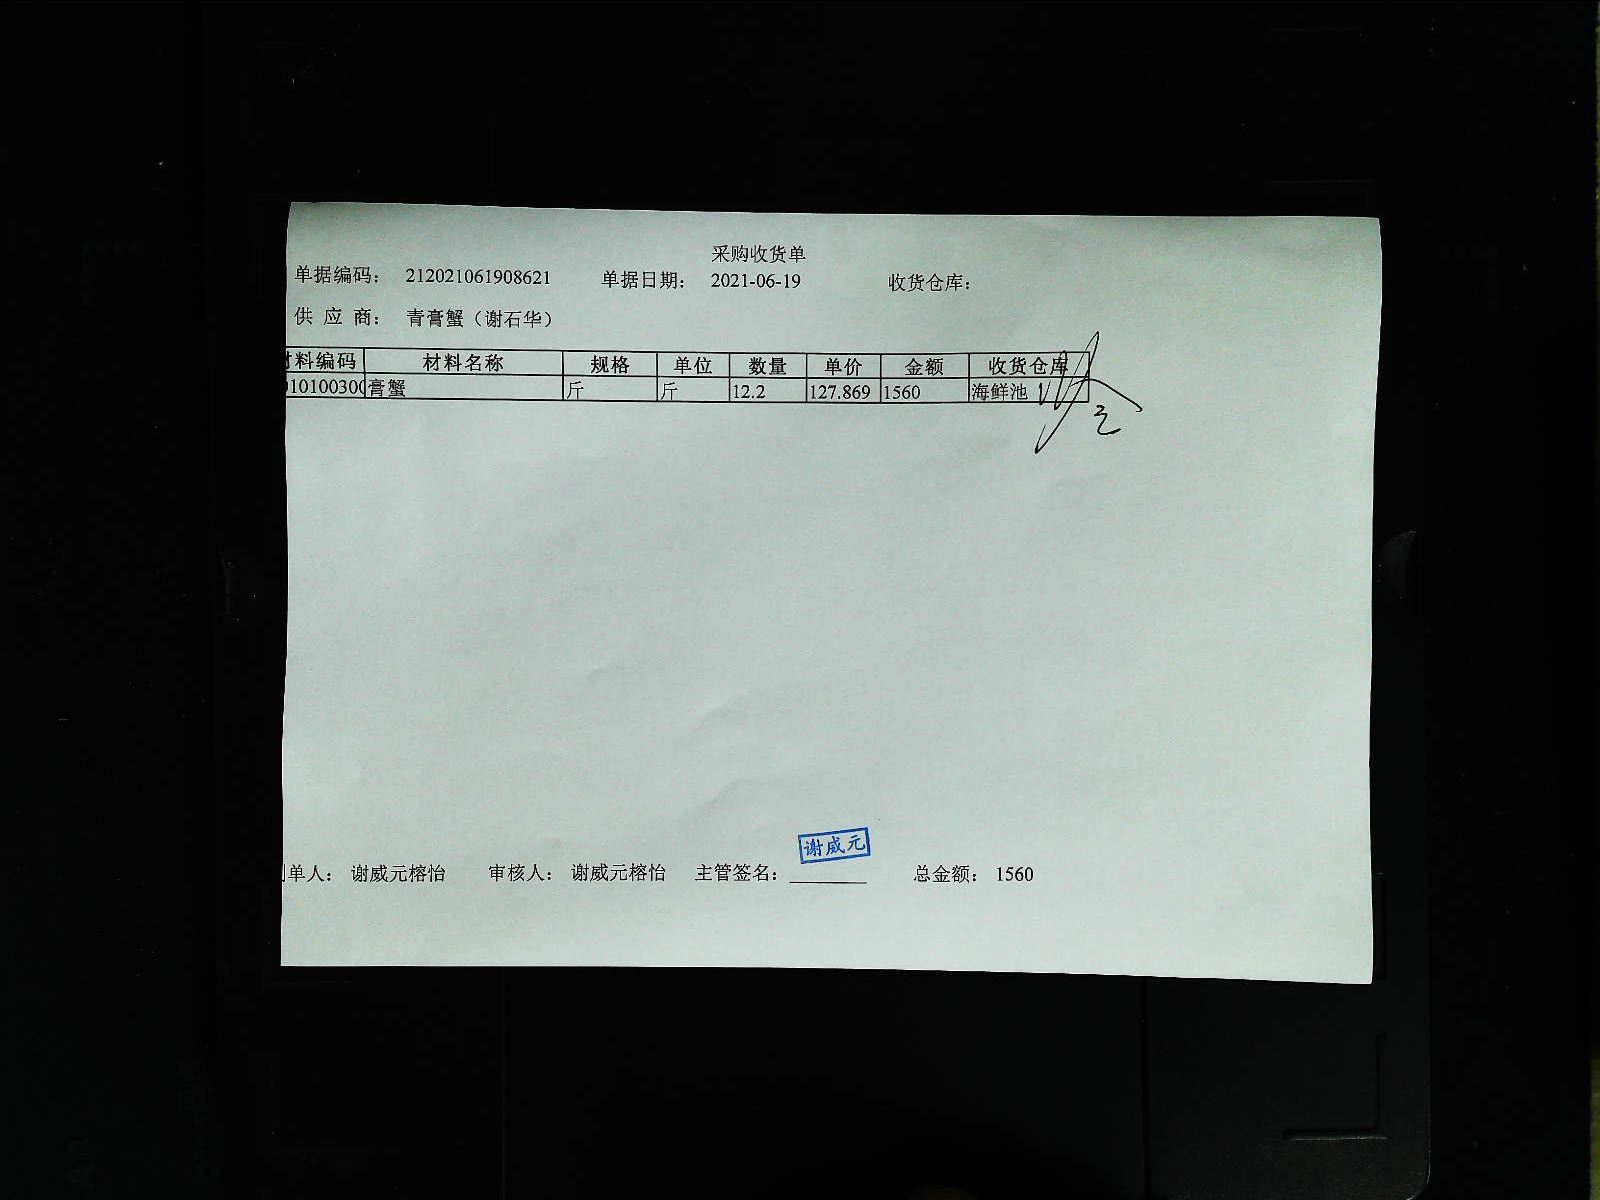 采购收货单
单据编码： 212021061908621 单据日期： 2021-06-19 收货仓库：
供 应 商： 青膏蟹（谢石华）
材料编码 材料名称 规格 单位 数量 单价 金额 收货仓库
010100300 膏蟹 斤 斤 12.2 127.869 1560 海鲜池
谢威元
制单人： 谢威元榕怡 审核人： 谢威元榕怡 主管签名： 总金额： 1560